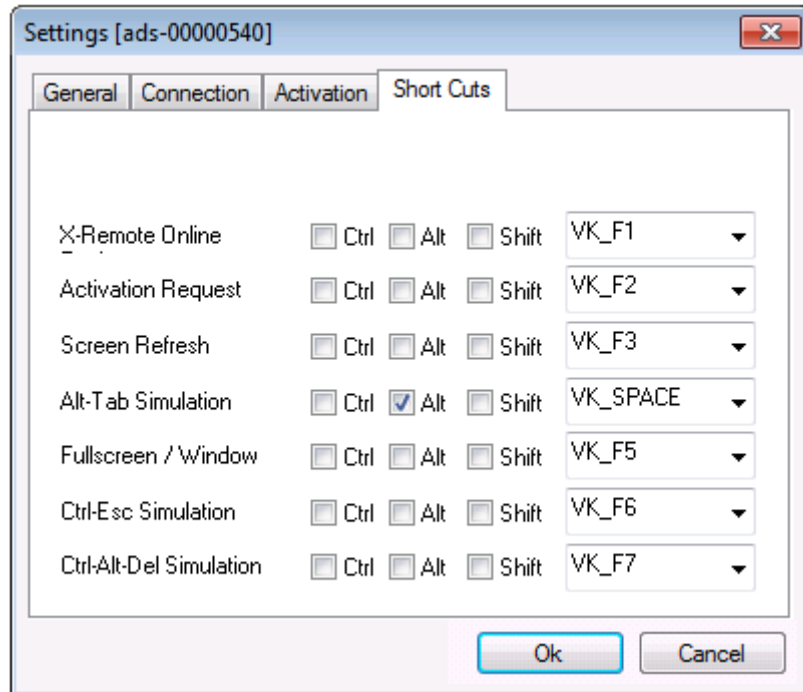 Settings [ads-00000540]
General Connection Activation Short Cuts
X-Remote Online Ctrl Alt Shift VK_F1
Activation Request Ctrl Alt Shift VK_F2
Screen Refresh Ctrl Alt Shift VK_F3
Alt-Tab Simulation Ctrl Alt Shift VK_SPACE
Fullscreen / Window Ctrl Alt Shift VK_F5
Ctrl-Esc Simulation Ctrl Alt Shift VK_F6
Ctrl-Alt-Del Simulation Ctrl Alt Shift VK_F7
Ok Cancel